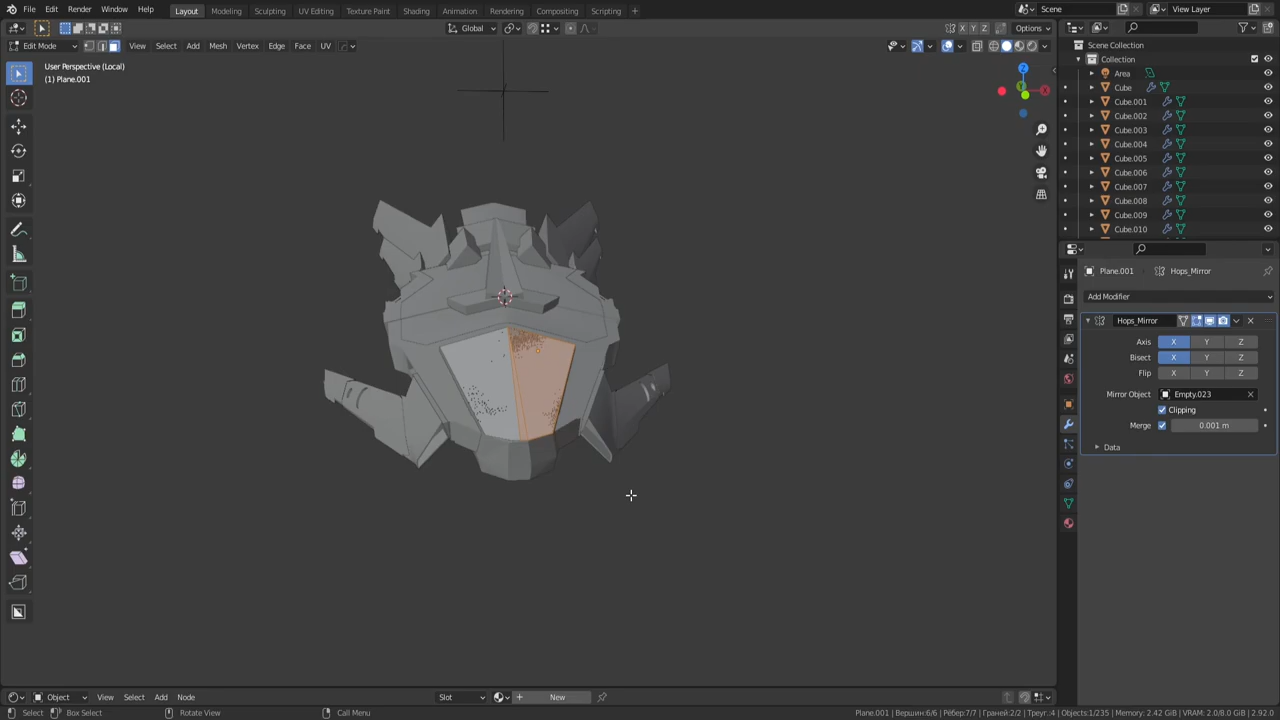 File Edit Render Window Help Layout Modeling Sculpting UV Editing Texture Paint Shading Animation Rendering Compositing Scripting + Scene View Layer
Global X Y Z Options
Edit Mode View Select Add Mesh Vertex Edge Face UV
User Perspective (Local)
(1) Plane.001
Z
X
Y
Scene Collection
Collection
Area
Cube
Cube.001
Cube.002
Cube.003
Cube.004
Cube.005
Cube.006
Cube.007
Cube.008
Cube.009
Cube.010
Plane.001 Hops_Mirror
Add Modifier
Hops_Mirror
Axis X Y Z
Bisect X Y Z
Flip X Y Z
Mirror Object Empty.023
Clipping
Merge 0.001 m
Data
Object View Select Add Node Slot New
Select Box Select Rotate View Call Menu Plane.001 | Вершин:6/6 | Рёбер:7/7 | Граней:2/2 | Треуг.:4 | Objects:1/235 | Memory: 2.42 GiB | VRAM: 2.0/8.0 GiB | 2.92.0